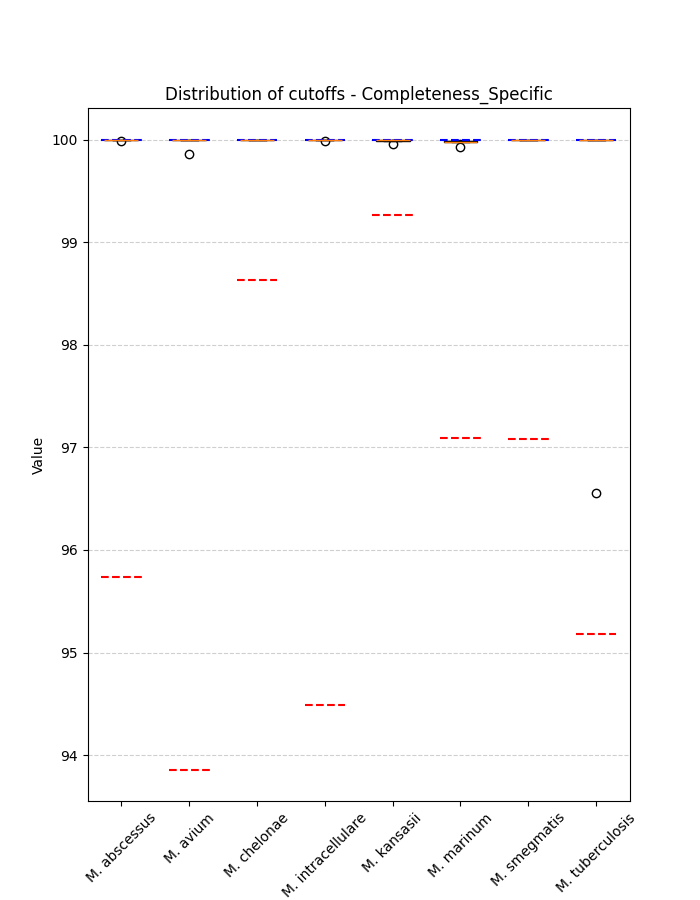 Distribution of cutoffs - Completeness_Specific
Value
100
99
98
97
96
95
94
M. abscessus
M. avium
M. chelonae
M. intracellulare
M. kansasii
M. marinum
M. smegmatis
M. tuberculosis